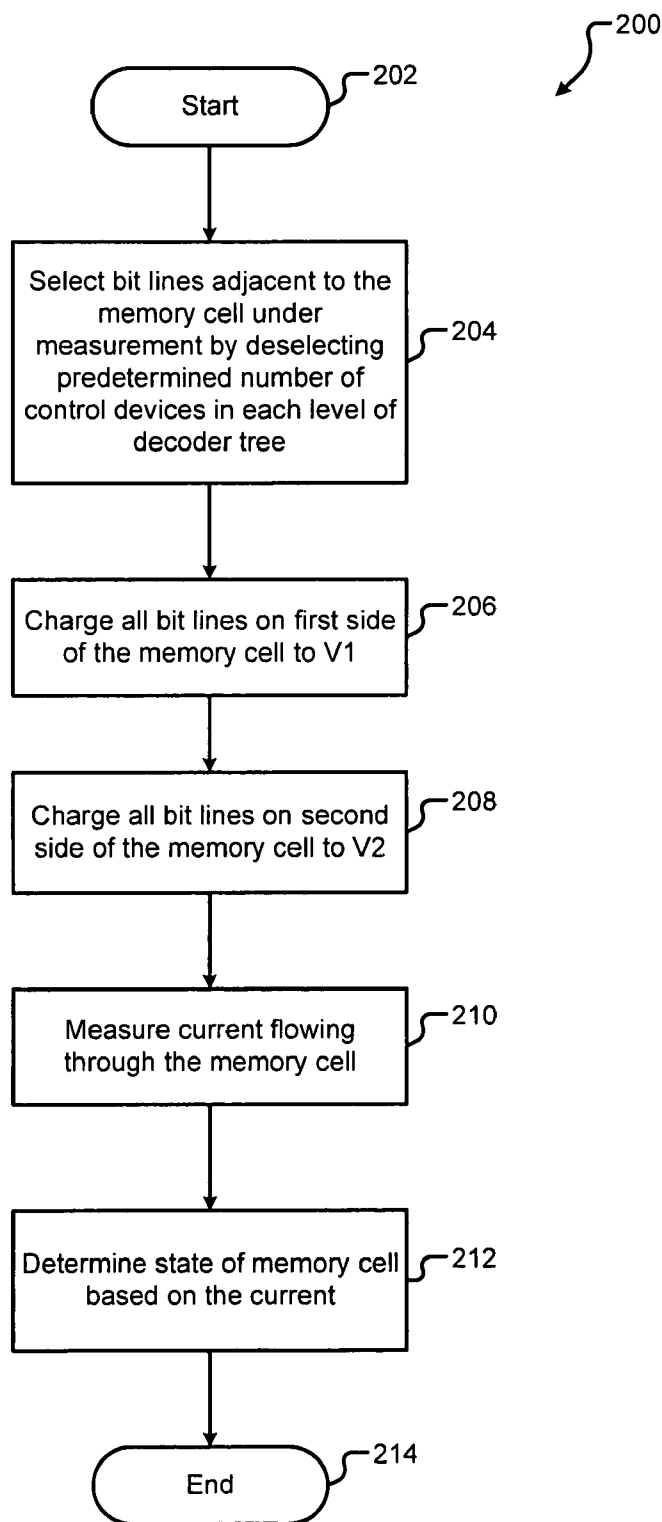 200
Start
202
Select bit lines adjacent to the
memory cell under
measurement by deselecting
predetermined number of
control devices in each level of
decoder tree
204
Charge all bit lines on first side
of the memory cell to V1
206
Charge all bit lines on second
side of the memory cell to V2
208
Measure current flowing
through the memory cell
210
Determine state of memory cell
based on the current
212
End
214